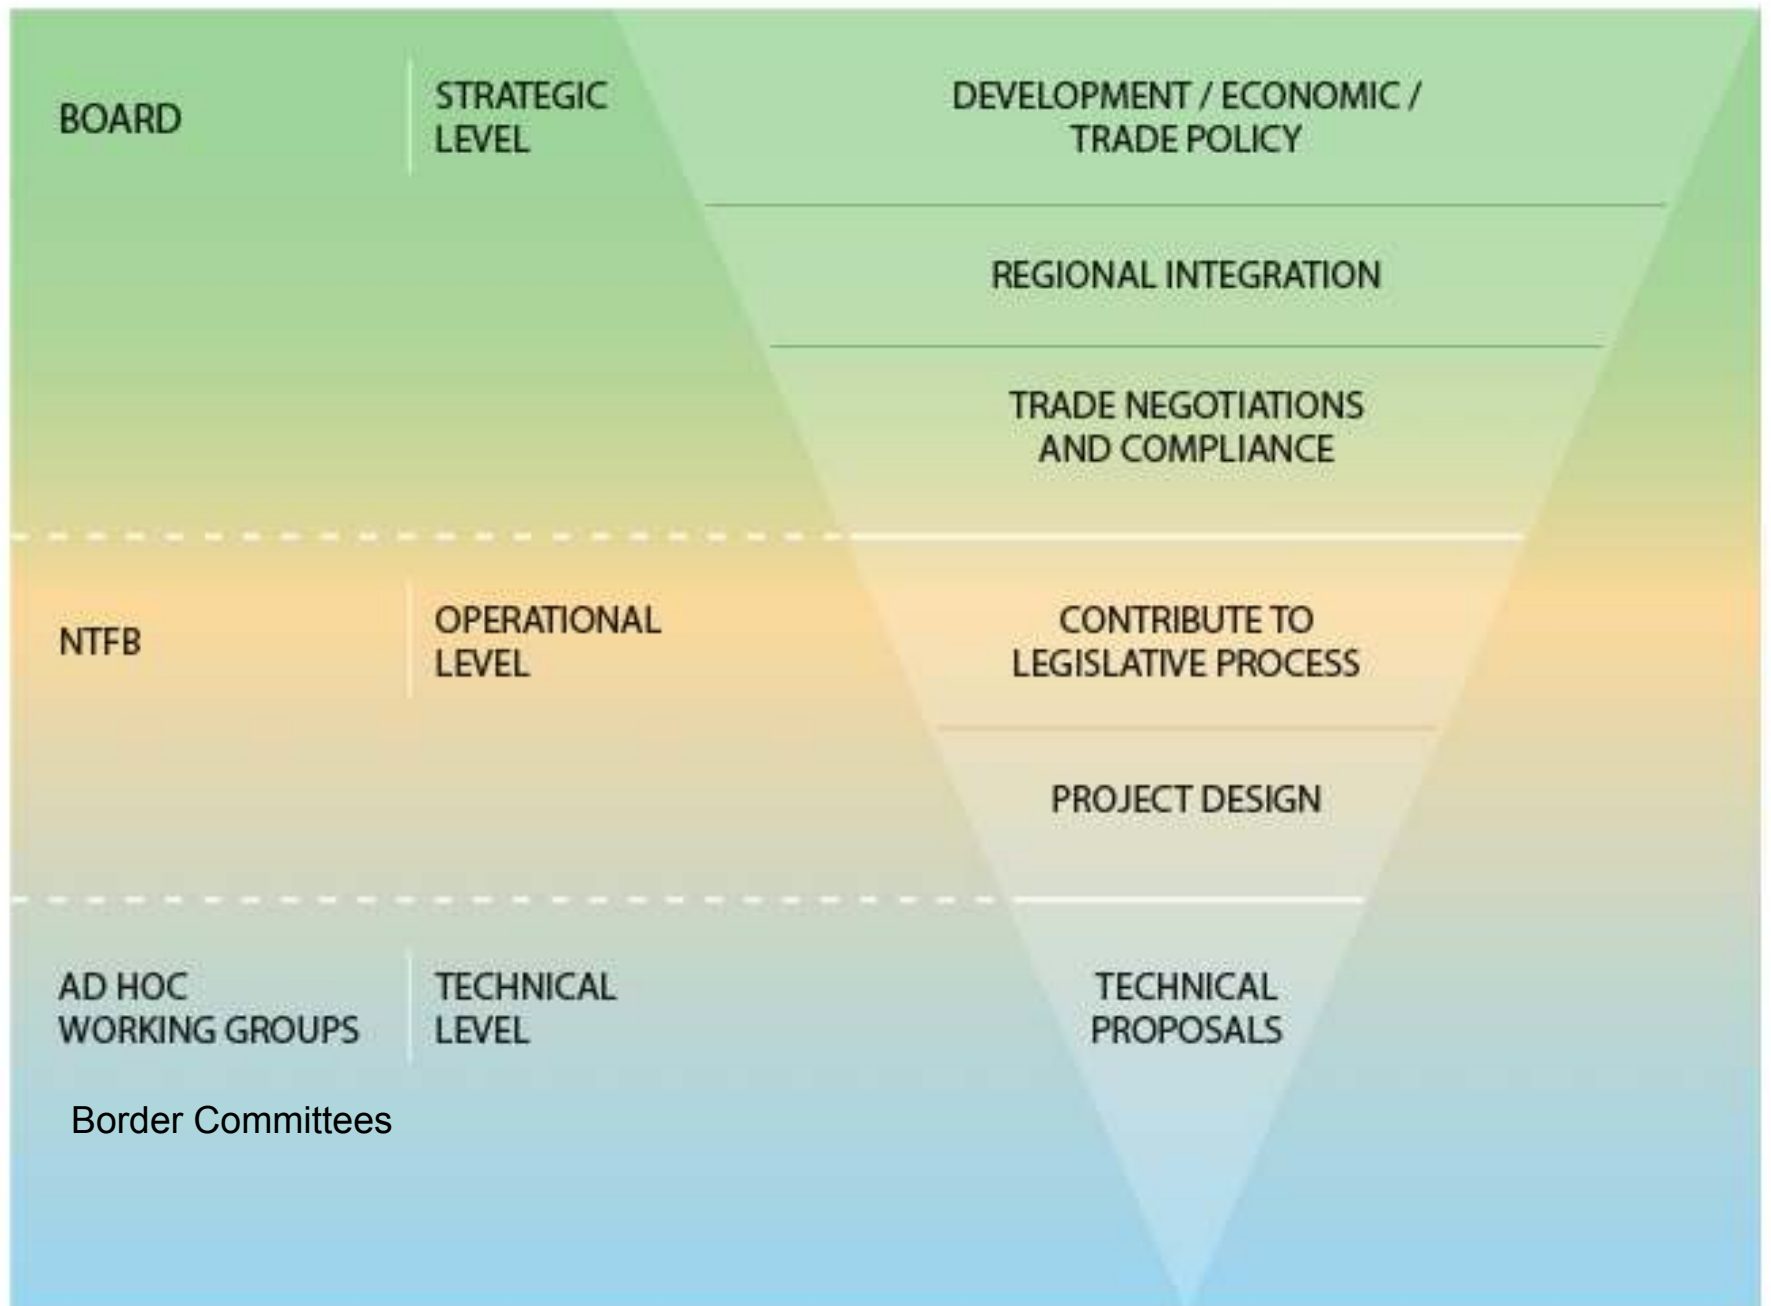 BOARD
STRATEGIC
LEVEL
DEVELOPMENT / ECONOMIC /
TRADE POLICY
REGIONAL INTEGRATION
TRADE NEGOTIATIONS
AND COMPLIANCE
NTFB
OPERATIONAL
LEVEL
CONTRIBUTE TO
LEGISLATIVE PROCESS
PROJECT DESIGN
AD HOC
WORKING GROUPS
TECHNICAL
LEVEL
TECHNICAL
PROPOSALS
Border Committees